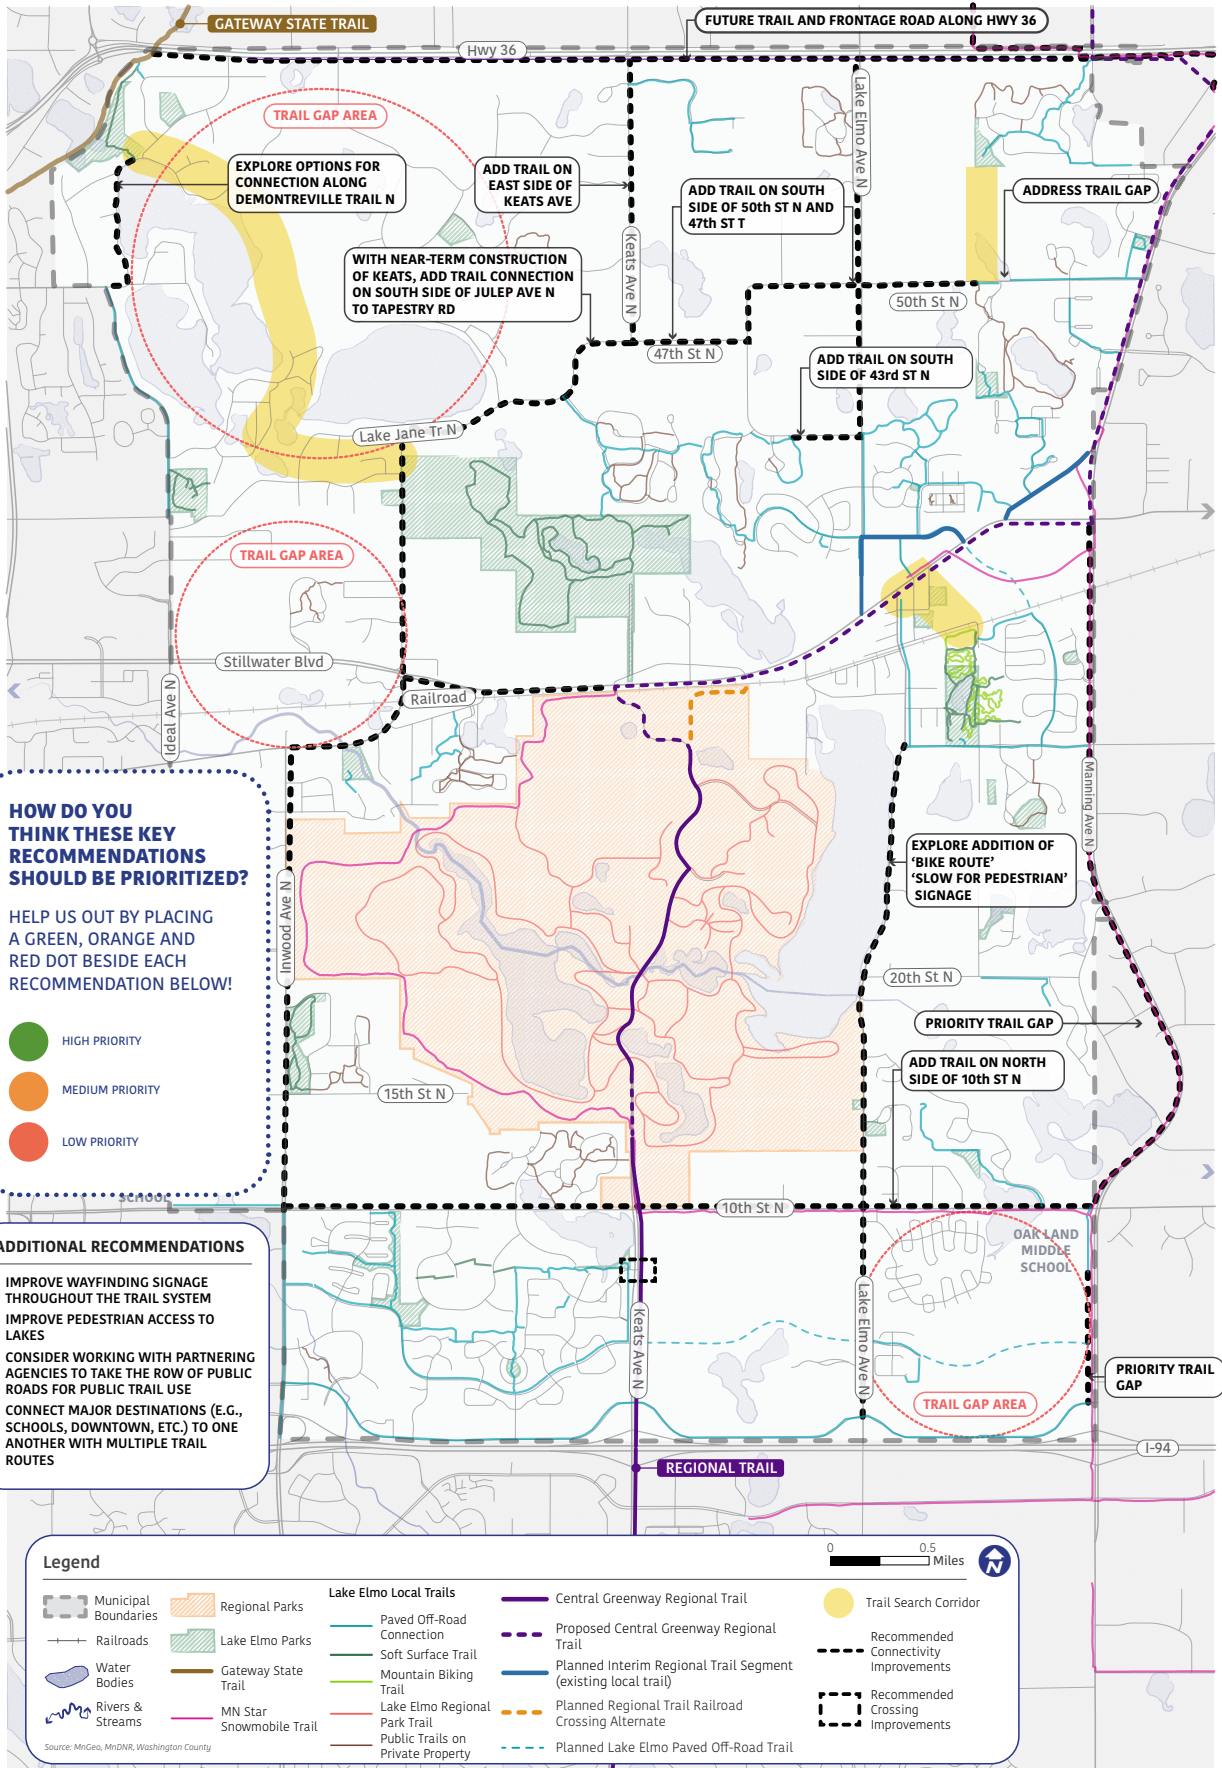 GATEWAY STATE TRAIL
FUTURE TRAIL AND FRONTAGE ROAD ALONG HWY 36
Hwy 36
TRAIL GAP AREA
Lake Elmo Ave N
EXPLORE OPTIONS FOR
CONNECTION ALONG
DEMONTREVILLE TRAIL N
ADD TRAIL ON
EAST SIDE OF
KEATS AVE
ADD TRAIL ON SOUTH
SIDE OF 50th ST N AND
47th ST T
ADDRESS TRAIL GAP
Keats Ave N
WITH NEAR-TERM CONSTRUCTION
OF KEATS, ADD TRAIL CONNECTION
ON SOUTH SIDE OF JULEP AVE N
TO TAPESTRY RD
50th St N
47th St N
ADD TRAIL ON SOUTH
SIDE OF 43rd ST N
Lake Jane Tr N
TRAIL GAP AREA
Stillwater Blvd
Railroad
Ideal Ave N
Manning Ave N
HOW DO YOU
THINK THESE KEY
RECOMMENDATIONS
SHOULD BE PRIORITIZED?
HELP US OUT BY PLACING
A GREEN, ORANGE AND
RED DOT BESIDE EACH
RECOMMENDATION BELOW!
HIGH PRIORITY
MEDIUM PRIORITY
LOW PRIORITY
Inwood Ave N
EXPLORE ADDITION OF
‘BIKE ROUTE’
‘SLOW FOR PEDESTRIAN’
SIGNAGE
20th St N
PRIORITY TRAIL GAP
ADD TRAIL ON NORTH
SIDE OF 10th ST N
15th St N
SCHOOL
10th St N
OAK LAND
MIDDLE
SCHOOL
ADDITIONAL RECOMMENDATIONS
IMPROVE WAYFINDING SIGNAGE
THROUGHOUT THE TRAIL SYSTEM
IMPROVE PEDESTRIAN ACCESS TO
LAKES
CONSIDER WORKING WITH PARTNERING
AGENCIES TO TAKE THE ROW OF PUBLIC
ROADS FOR PUBLIC TRAIL USE
CONNECT MAJOR DESTINATIONS (E.G.,
SCHOOLS, DOWNTOWN, ETC.) TO ONE
ANOTHER WITH MULTIPLE TRAIL
ROUTES
Keats Ave N
Lake Elmo Ave N
PRIORITY TRAIL
GAP
TRAIL GAP AREA
I-94
REGIONAL TRAIL
Legend
0 0.5
Miles
N
Municipal
Boundaries
Railroads
Water
Bodies
Rivers &
Streams
Source: MnGeo, MnDNR, Washington County
Regional Parks
Lake Elmo Parks
Gateway State
Trail
MN Star
Snowmobile Trail
Lake Elmo Local Trails
Paved Off-Road
Connection
Soft Surface Trail
Mountain Biking
Trail
Lake Elmo Regional
Park Trail
Public Trails on
Private Property
Central Greenway Regional Trail
Proposed Central Greenway Regional
Trail
Planned Interim Regional Trail Segment
(existing local trail)
Planned Regional Trail Railroad
Crossing Alternate
Planned Lake Elmo Paved Off-Road Trail
Trail Search Corridor
Recommended
Connectivity
Improvements
Recommended
Crossing
Improvements